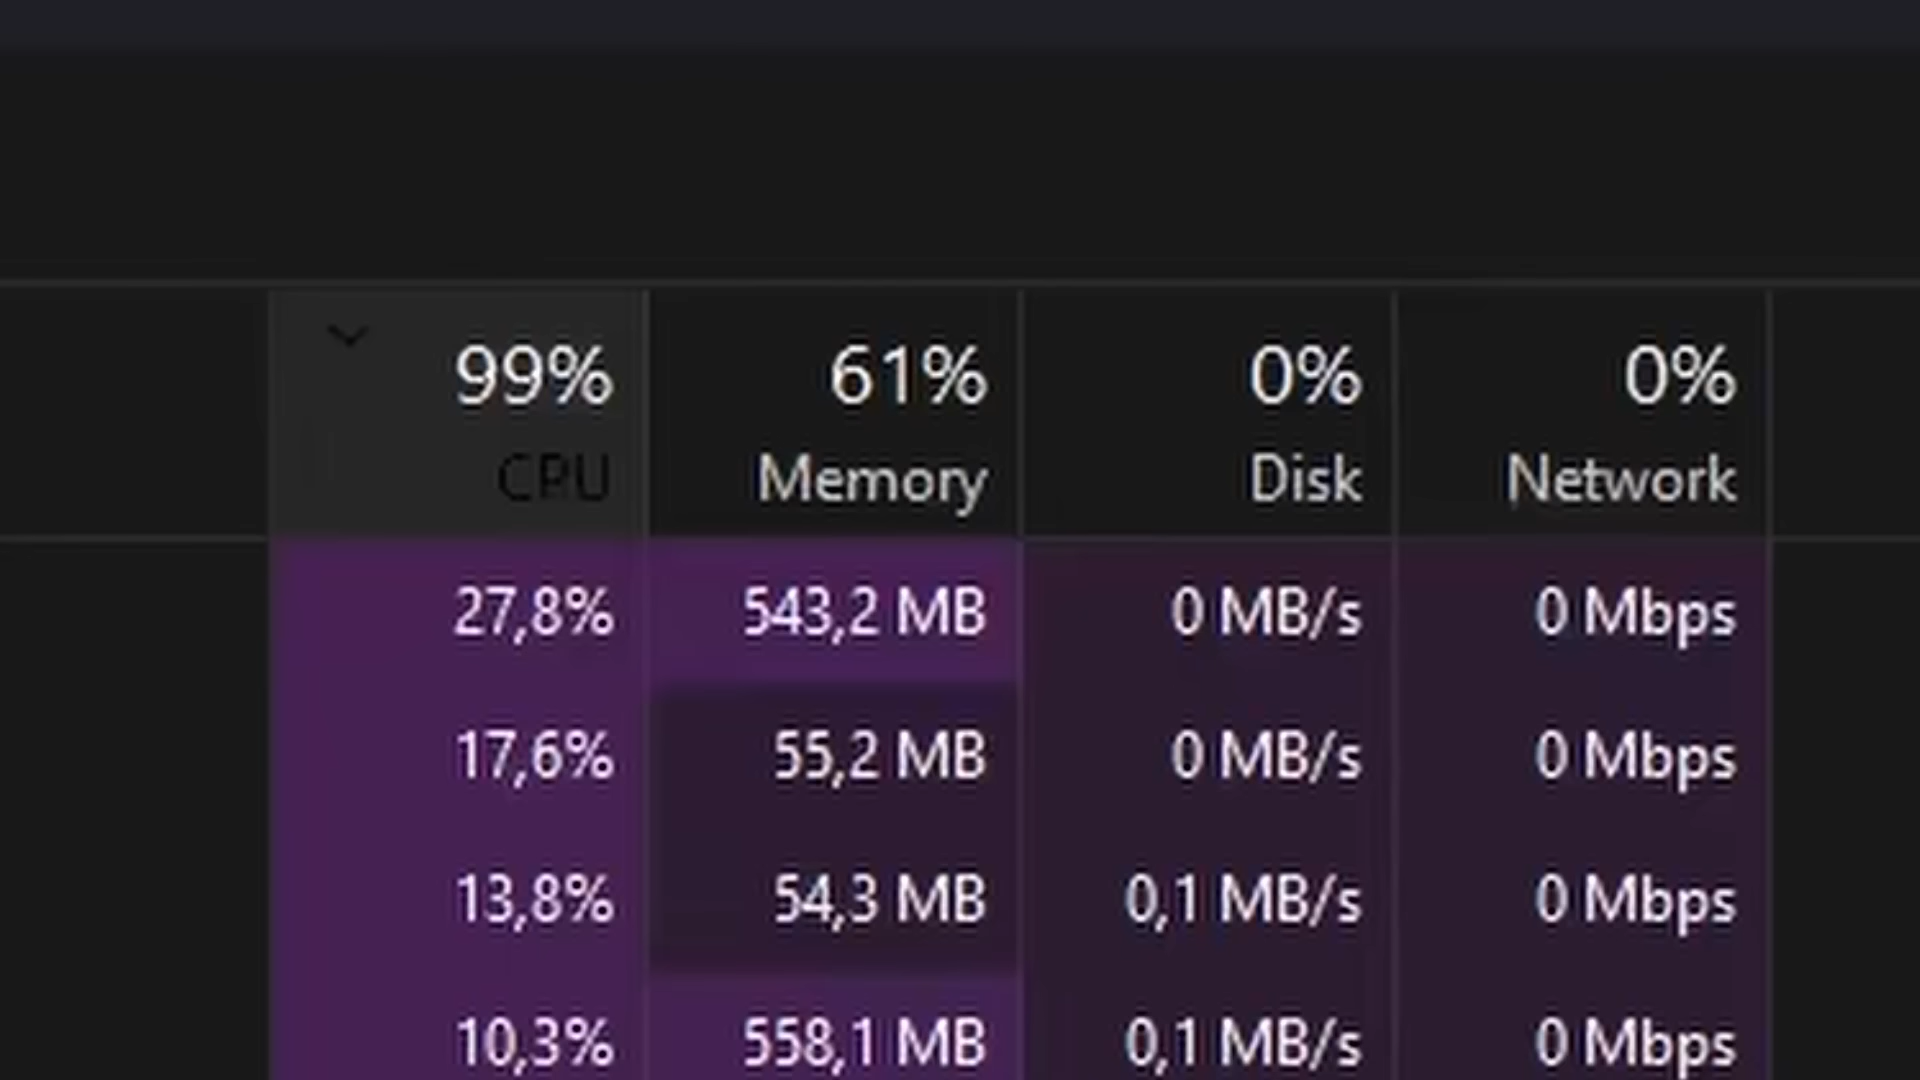 99% 61% 0% 0%
CPU Memory Disk Network
27,8% 543,2 MB 0 MB/s 0 Mbps
17,6% 55,2 MB 0 MB/s 0 Mbps
13,8% 54,3 MB 0,1 MB/s 0 Mbps
10,3% 558,1 MB 0,1 MB/s 0 Mbps